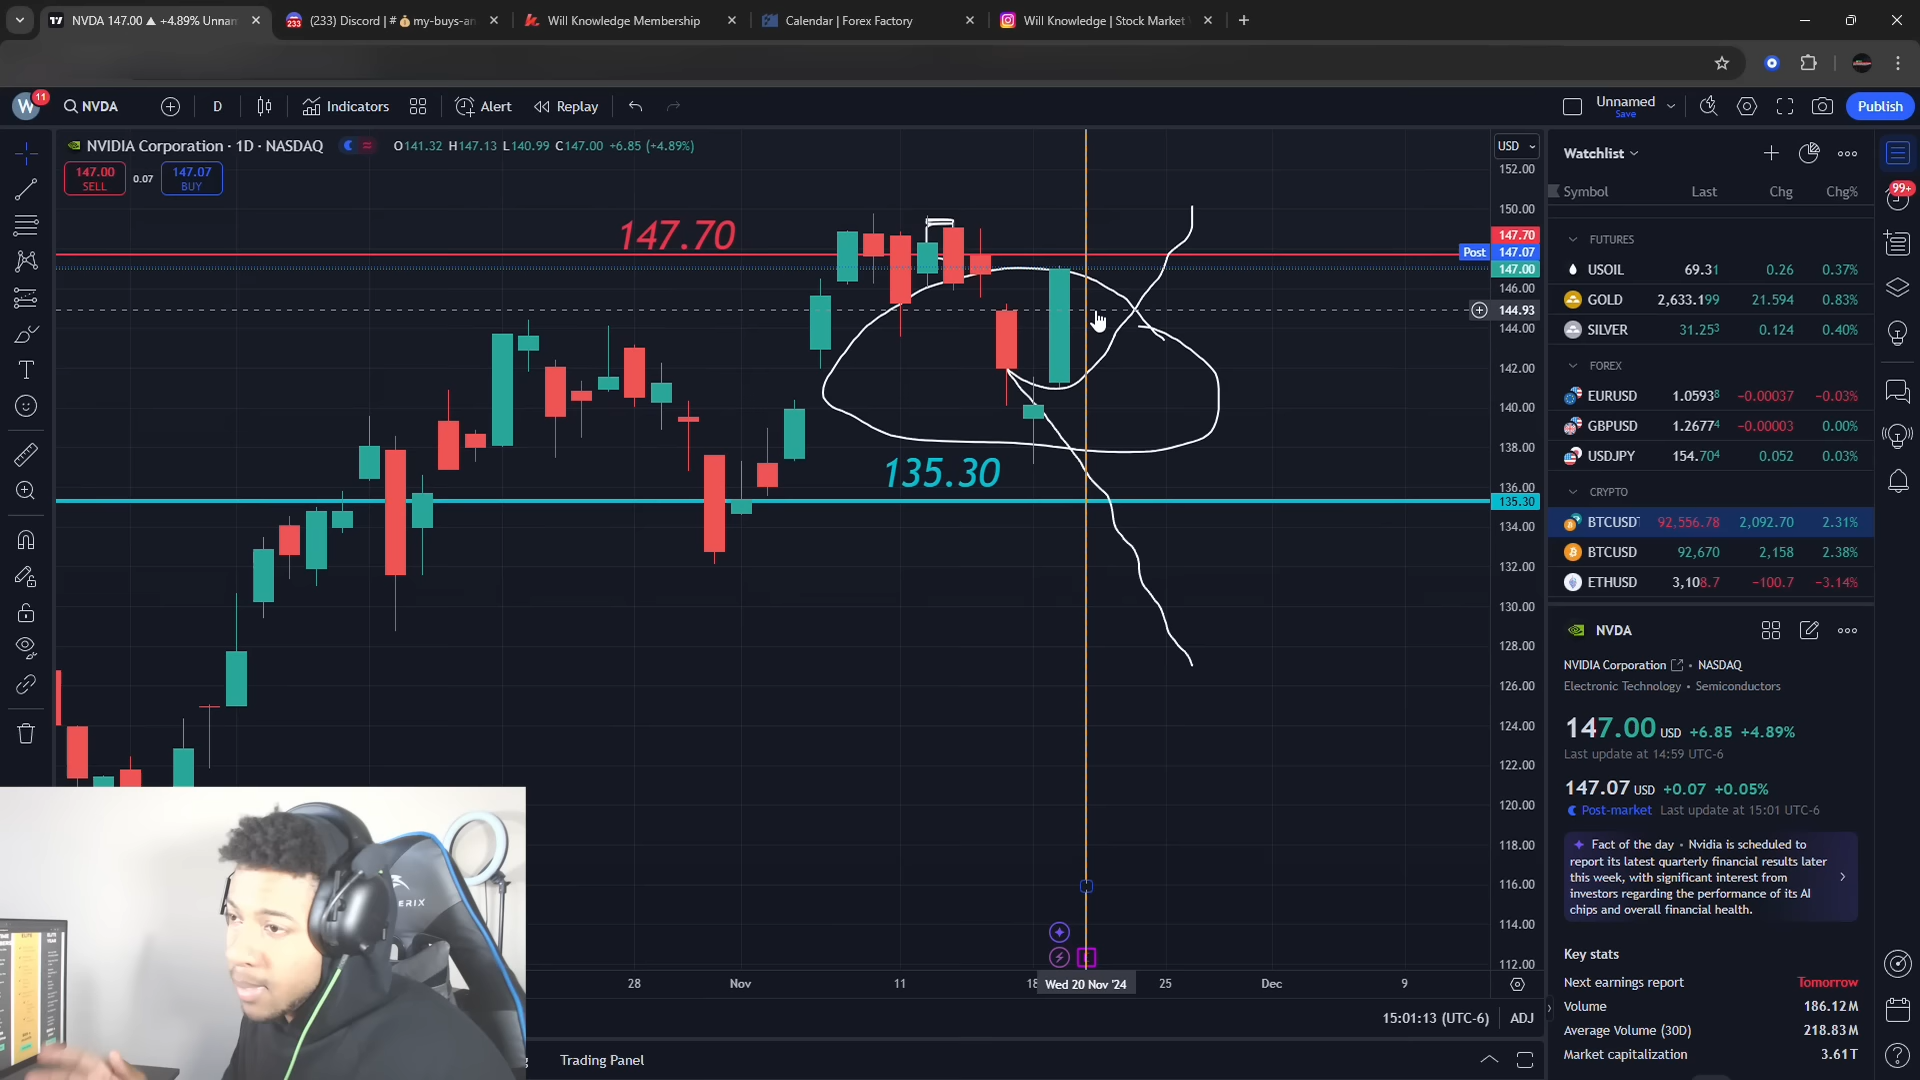 NVDA 147.00 ▲ +4.89% Unnam
(233) Discord | # 💰 my-buys-an
Will Knowledge Membership
Calendar | Forex Factory
Will Knowledge | Stock Market
W
11
NVDA
D
Indicators
Alert
Replay
Unnamed
Save
Publish
NVIDIA Corporation · 1D · NASDAQ
O141.32 H147.13 L140.99 C147.00 +6.85 (+4.89%)
147.00
SELL
0.07
147.07
BUY
147.70
135.30
USD
152.00
150.00
147.70
Post 147.07
147.00
146.00
144.93
144.00
142.00
140.00
138.00
136.00
135.30
134.00
132.00
130.00
128.00
126.00
124.00
122.00
120.00
118.00
116.00
114.00
112.00
28
Nov
11
18
Wed 20 Nov '24
25
Dec
9
15:01:13 (UTC-6)
ADJ
Trading Panel
Watchlist
Symbol Last Chg Chg%
FUTURES
USOIL 69.31 0.26 0.37%
GOLD 2,633.199 21.594 0.83%
SILVER 31.253 0.124 0.40%
FOREX
EURUSD 1.05938 -0.00037 -0.03%
GBPUSD 1.26774 -0.00003 0.00%
USDJPY 154.704 0.052 0.03%
CRYPTO
BTCUSDT 92,556.78 2,092.70 2.31%
BTCUSD 92,670 2,158 2.38%
ETHUSD 3,108.7 -100.7 -3.14%
NVDA
NVIDIA Corporation • NASDAQ
Electronic Technology • Semiconductors
147.00 USD +6.85 +4.89%
Last update at 14:59 UTC-6
147.07 USD +0.07 +0.05%
Post-market Last update at 15:01 UTC-6
Fact of the day • Nvidia is scheduled to
report its latest quarterly financial results later
this week, with significant interest from
investors regarding the performance of its AI
chips and overall financial health.
Key stats
Next earnings report Tomorrow
Volume 186.12M
Average Volume (30D) 218.83M
Market capitalization 3.61T
99+